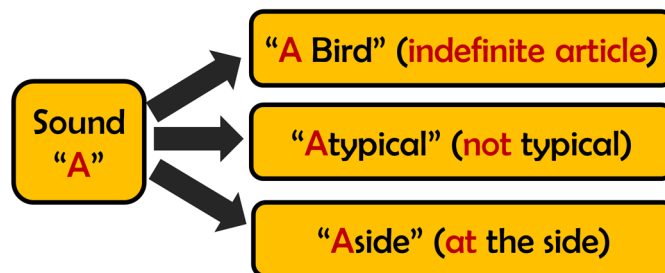 Sound
“A”
“A Bird” (indefinite article)
“Atypical” (not typical)
“Aside” (at the side)